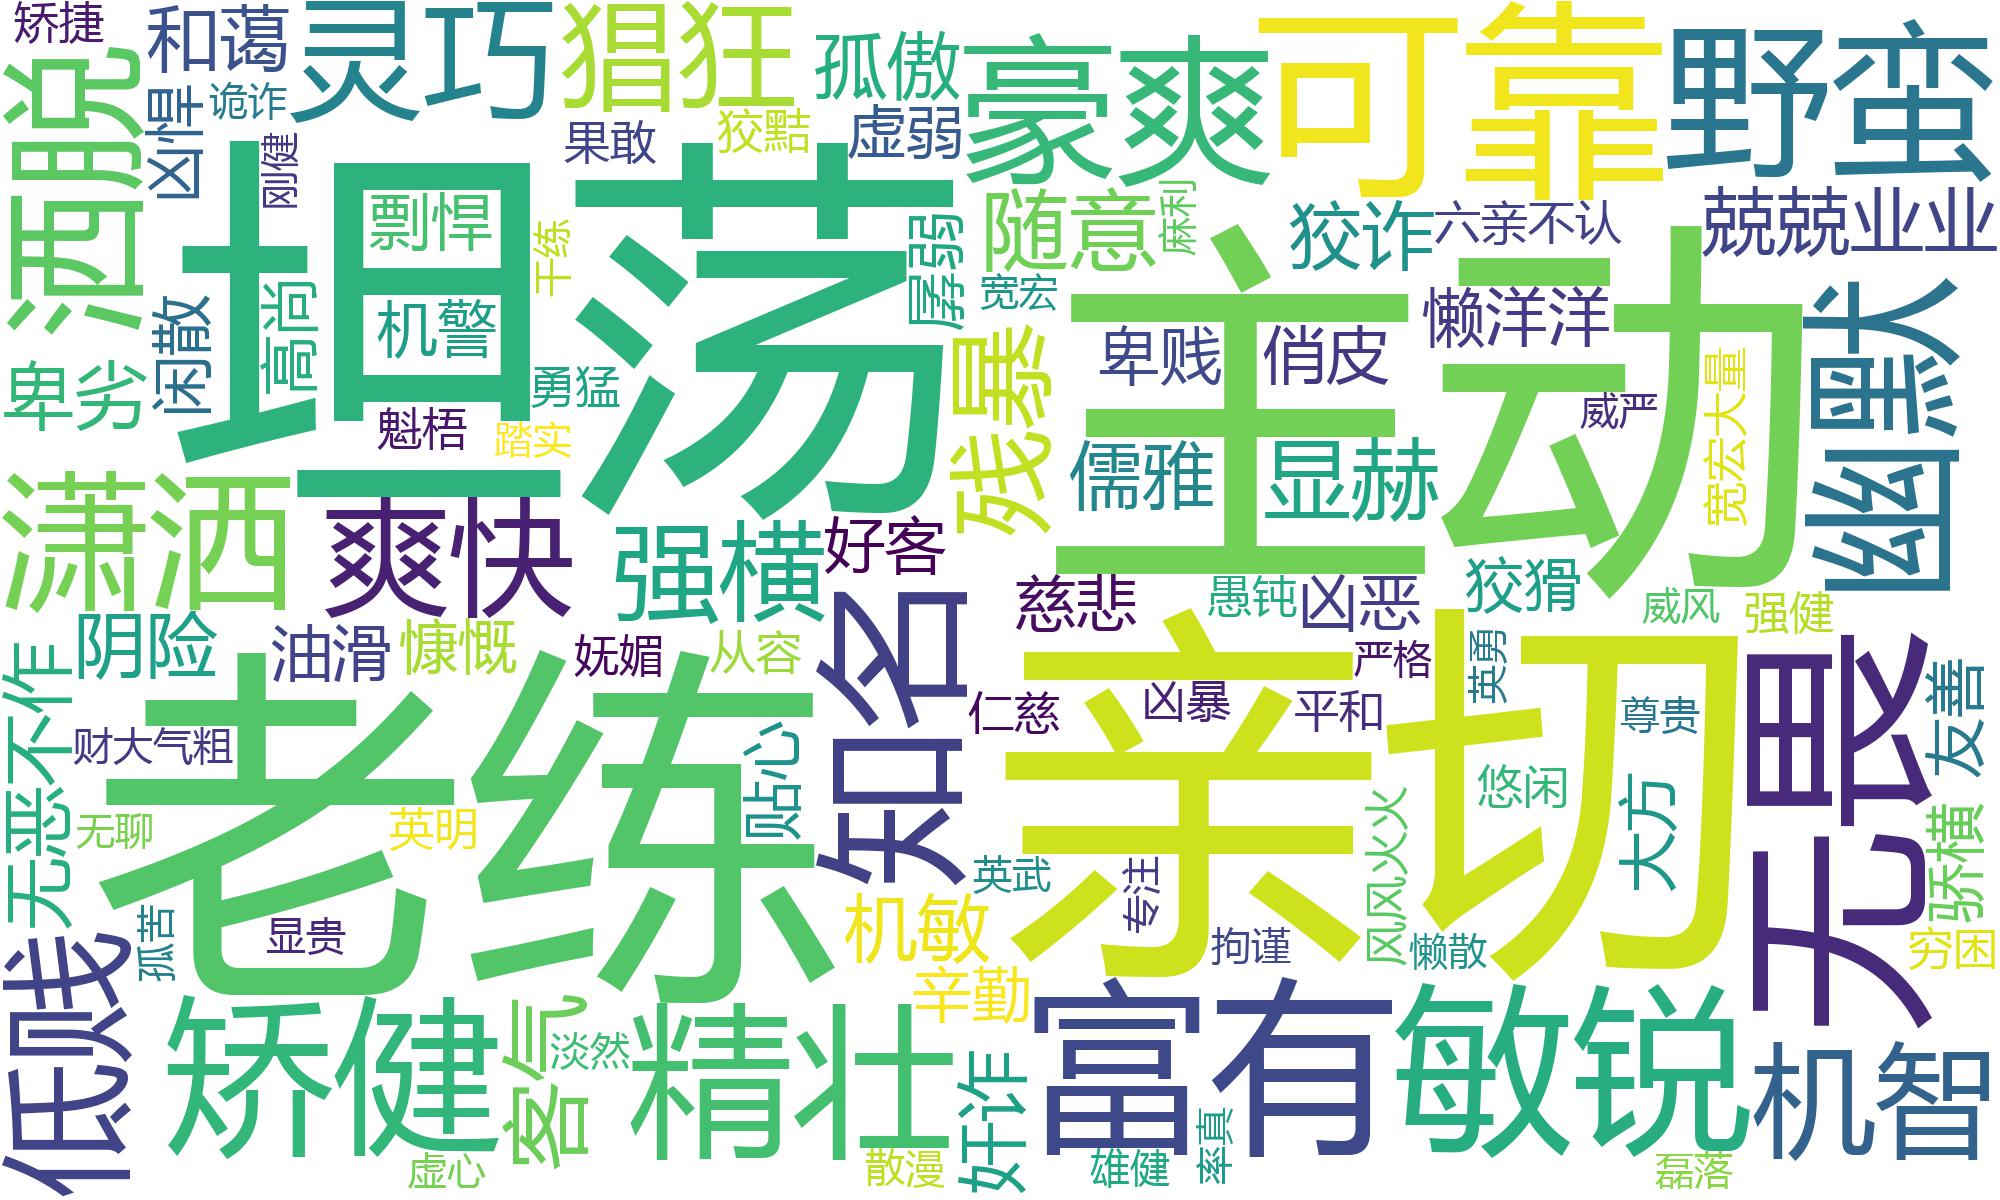 矫捷
和蔼
灵巧
猖狂
孤傲
豪爽
可靠
野蛮
洒脱
凶悍
诡诈
刚健
果敢
狡黠
虚弱
坦荡
剽悍
机警
干练
孱弱
随意
麻利
宽宏
狡诈
六亲不认
兢兢业业
主动
懒洋洋
幽默
闲散
高尚
卑劣
勇猛
魁梧
踏实
残暴
卑贱
俏皮
威严
宽宏大量
儒雅
显赫
潇洒
爽快
强横
好客
知名
慈悲
愚钝
凶恶
狡猾
威风
强健
阴险
油滑
慷慨
妩媚
从容
亲切
严格
英勇
仁慈
凶暴
平和
尊贵
无畏
友善
无恶不作
财大气粗
老练
贴心
悠闲
大方
无聊
英明
风风火火
骄横
英武
专注
机敏
拘谨
懒散
穷困
孤苦
显贵
低贱
辛勤
矫健
客气
淡然
精壮
奸诈
富有
敏锐
机智
率真
虚心
散漫
雄健
磊落